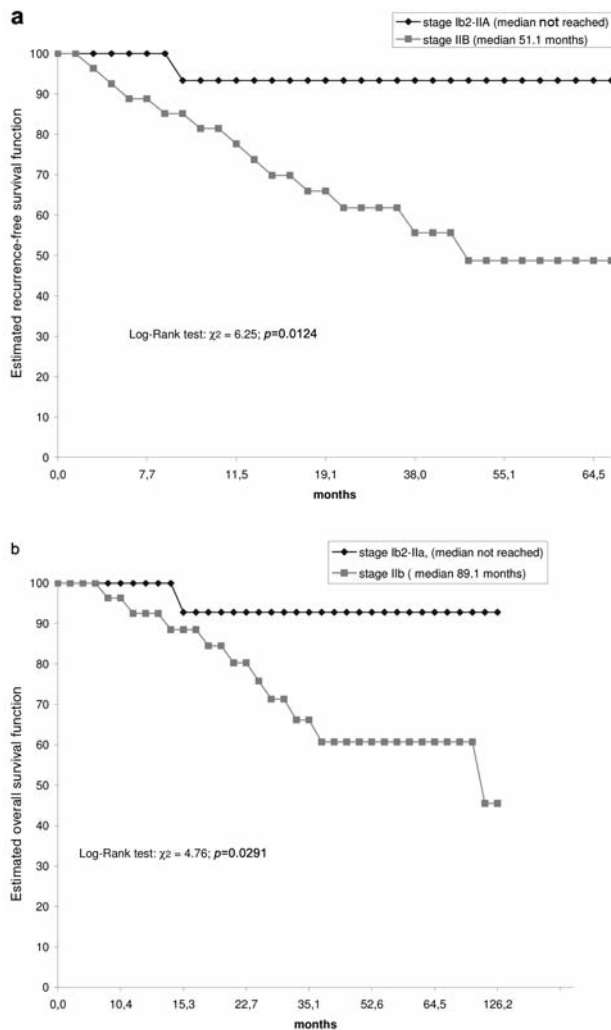 a
stage Ib2-IIA (median not reached)
stage IIB (median 51.1 months)
Estimated recurrence-free survival function
100
90
80
70
60
50
40
30
20
10
0
Log-Rank test: χ2 = 6.25; p=0.0124
0,0 7,7 11,5 19,1 38,0 55,1 64,5
months
b
stage Ib2-IIa, (median not reached)
stage IIb ( median 89.1 months)
Estimated overall survival function
100
90
80
70
60
50
40
30
20
10
0
Log-Rank test: χ2 = 4.76; p=0.0291
0,0 10,4 15,3 22,7 35,1 52,6 64,5 126,2
months